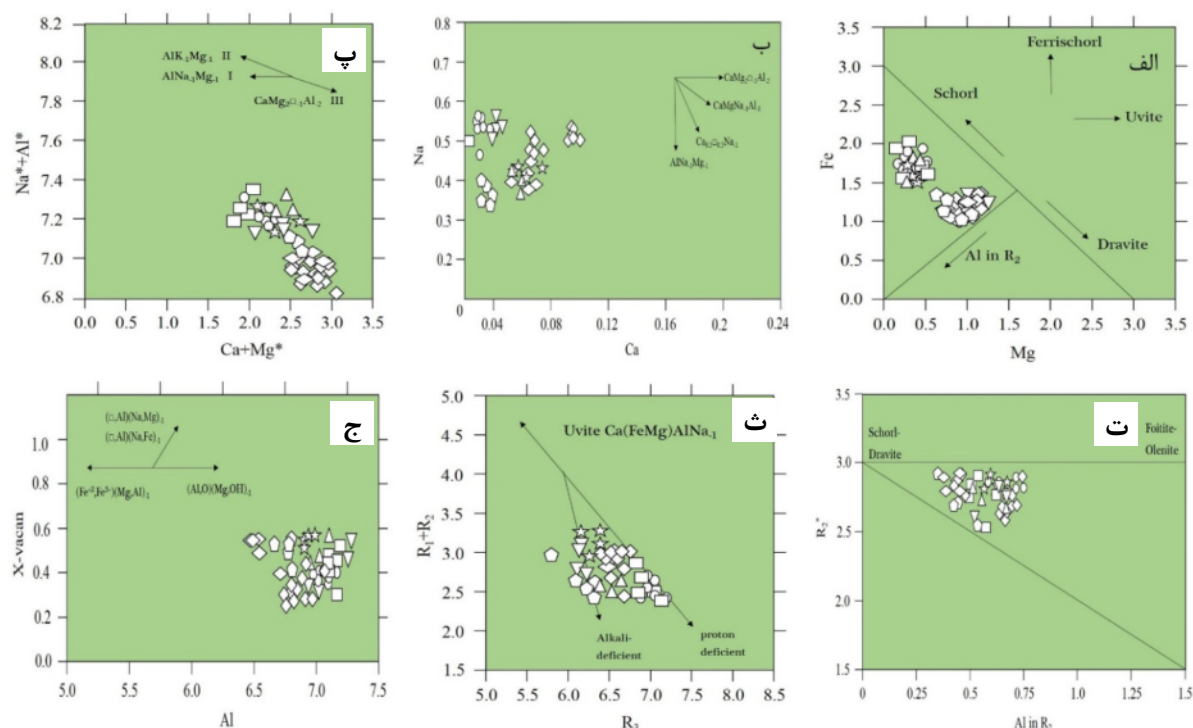 الف
Fe
3.5
3.0
2.5
2.0
1.5
1.0
0.5
0.0
Ferrischorl
Schorl
Uvite
Dravite
Al in R2
0.0 0.5 1.0 1.5 2.0 2.5 3.0 3.5
Mg
ب
Na
0.8
0.7
0.6
0.5
0.4
0.3
0.2
0
CaMgNa-1Al-1
AlNa-1Mg-1
0.04 0.08 0.12 0.16 0.2 0.24
Ca
پ
Na*+Al*
8.2
8.0
7.8
7.6
7.4
7.2
7.0
6.8
AlK-1Mg-1 II
AlNa-1Mg-1 I
CaMg2□-1Al-2 III
0.0 0.5 1.0 1.5 2.0 2.5 3.0 3.5
Ca+Mg*
ت
R2*
3.5
3.0
2.5
1.5
Schorl-
Dravite
Foitite-
Olenite
0 0.25 0.5 0.75 1.0 1.5
Al in R2
ث
R1+R2
5.0
4.5
4.0
3.5
3.0
2.5
2.0
1.5
Uvite Ca(FeMg)AlNa-1
Alkali-
deficient
proton
deficient
5.0 5.5 6.0 6.5 7.0 7.5 8.0 8.5
R3
ج
X-vacan
1.0
0.8
0.6
0.4
0.2
0.0
(□,Al)(Na,Mg)-1
(□,Al)(Na,Fe)-1
(Al,O)(Mg,OH)-1
5.0 5.5 6.0 6.5 7.0 7.5
Al